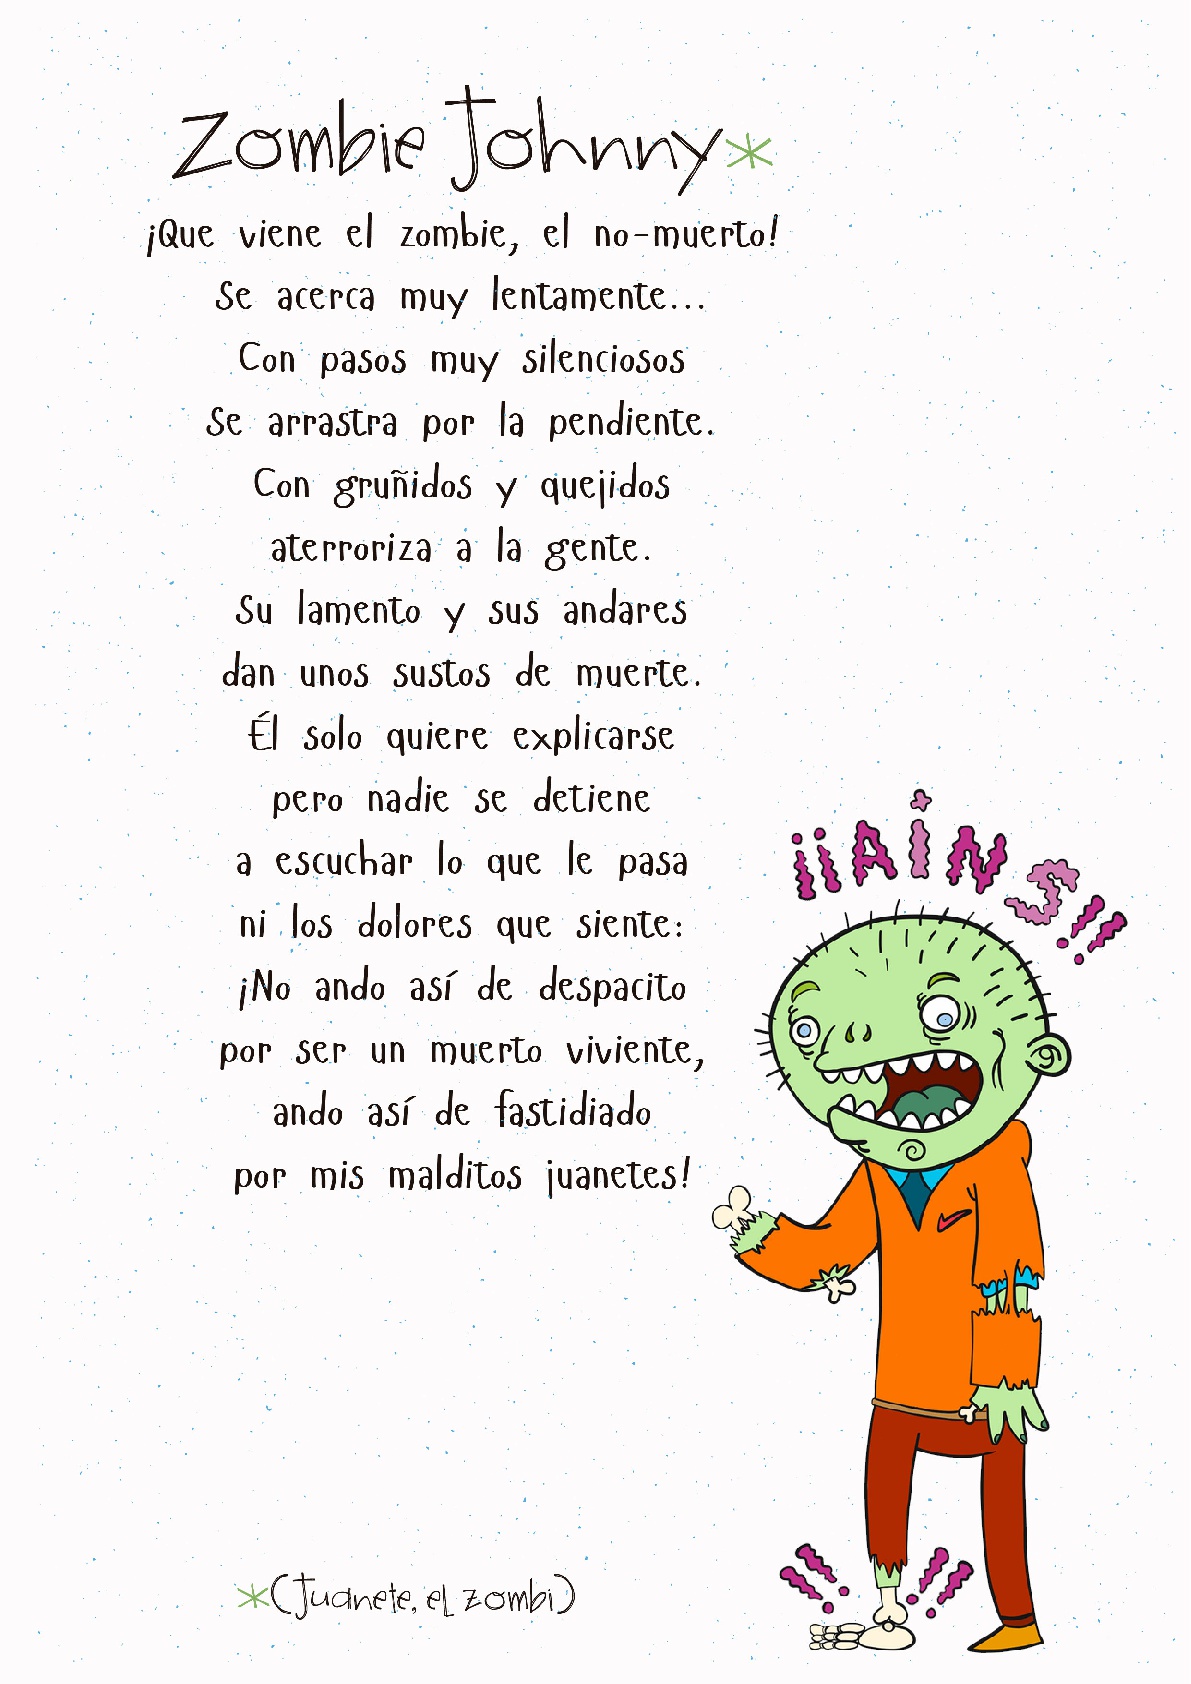 Zombie Johnny*
¡Que viene el zombie, el no-muerto!
Se acerca muy lentamente...
Con pasos muy silenciosos
Se arrastra por la pendiente.
Con gruñidos y quejidos
aterroriza a la gente.
Su lamento y sus andares
dan unos sustos de muerte.
Él solo quiere explicarse
pero nadie se detiene
a escuchar lo que le pasa
ni los dolores que siente:
¡No ando así de despacito
por ser un muerto viviente,
ando así de fastidiado
por mis malditos juanetes!
¡¡AINS!!
!!. !!
*(Juanete, el zombi)